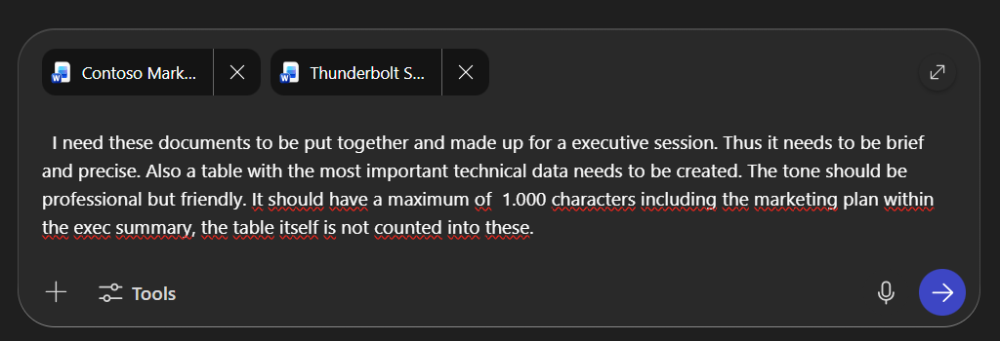 Contoso Mark...
Thunderbolt S...
I need these documents to be put together and made up for a executive session. Thus it needs to be brief
and precise. Also a table with the most important technical data needs to be created. The tone should be
professional but friendly. It should have a maximum of  1.000 characters including the marketing plan within
the exec summary, the table itself is not counted into these.
Tools